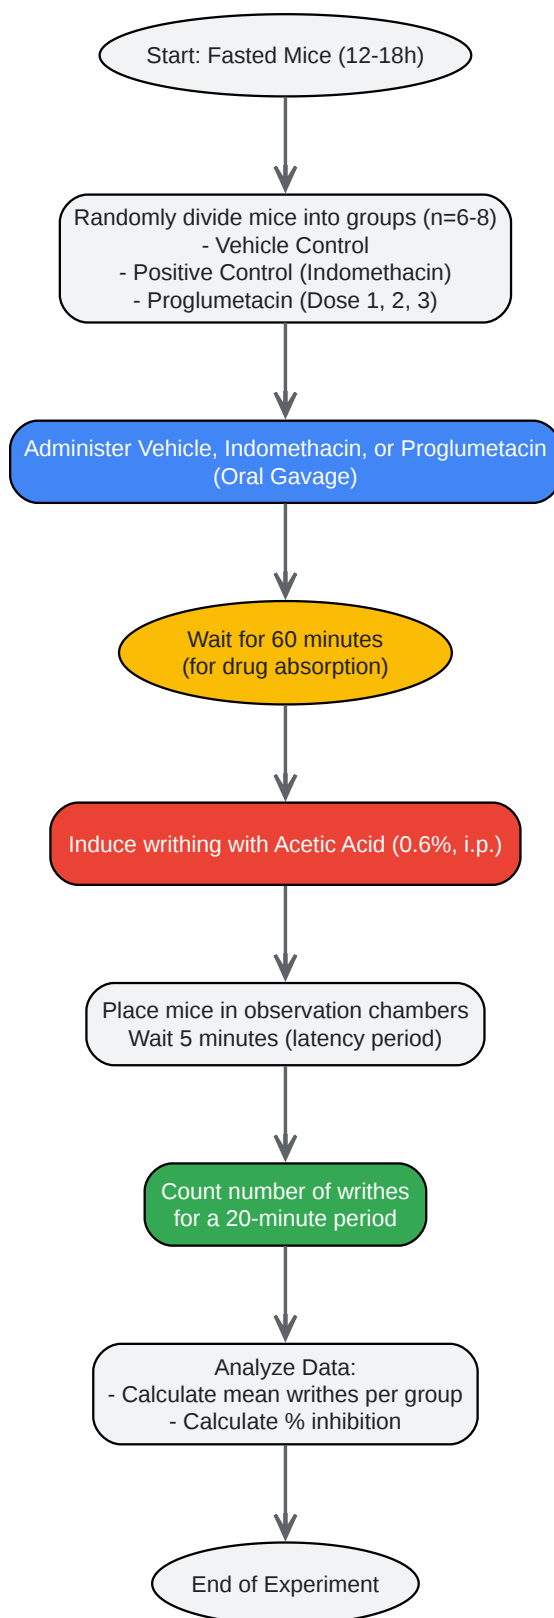 Start: Fasted Mice (12-18h)
Randomly divide mice into groups (n=6-8)
- Vehicle Control
- Positive Control (Indomethacin)
- Proglumetacin (Dose 1, 2, 3)
Administer Vehicle, Indomethacin, or Proglumetacin
(Oral Gavage)
Wait for 60 minutes
(for drug absorption)
Induce writhing with Acetic Acid (0.6%, i.p.)
Place mice in observation chambers
Wait 5 minutes (latency period)
Count number of writhes
for a 20-minute period
Analyze Data:
- Calculate mean writhes per group
- Calculate % inhibition
End of Experiment